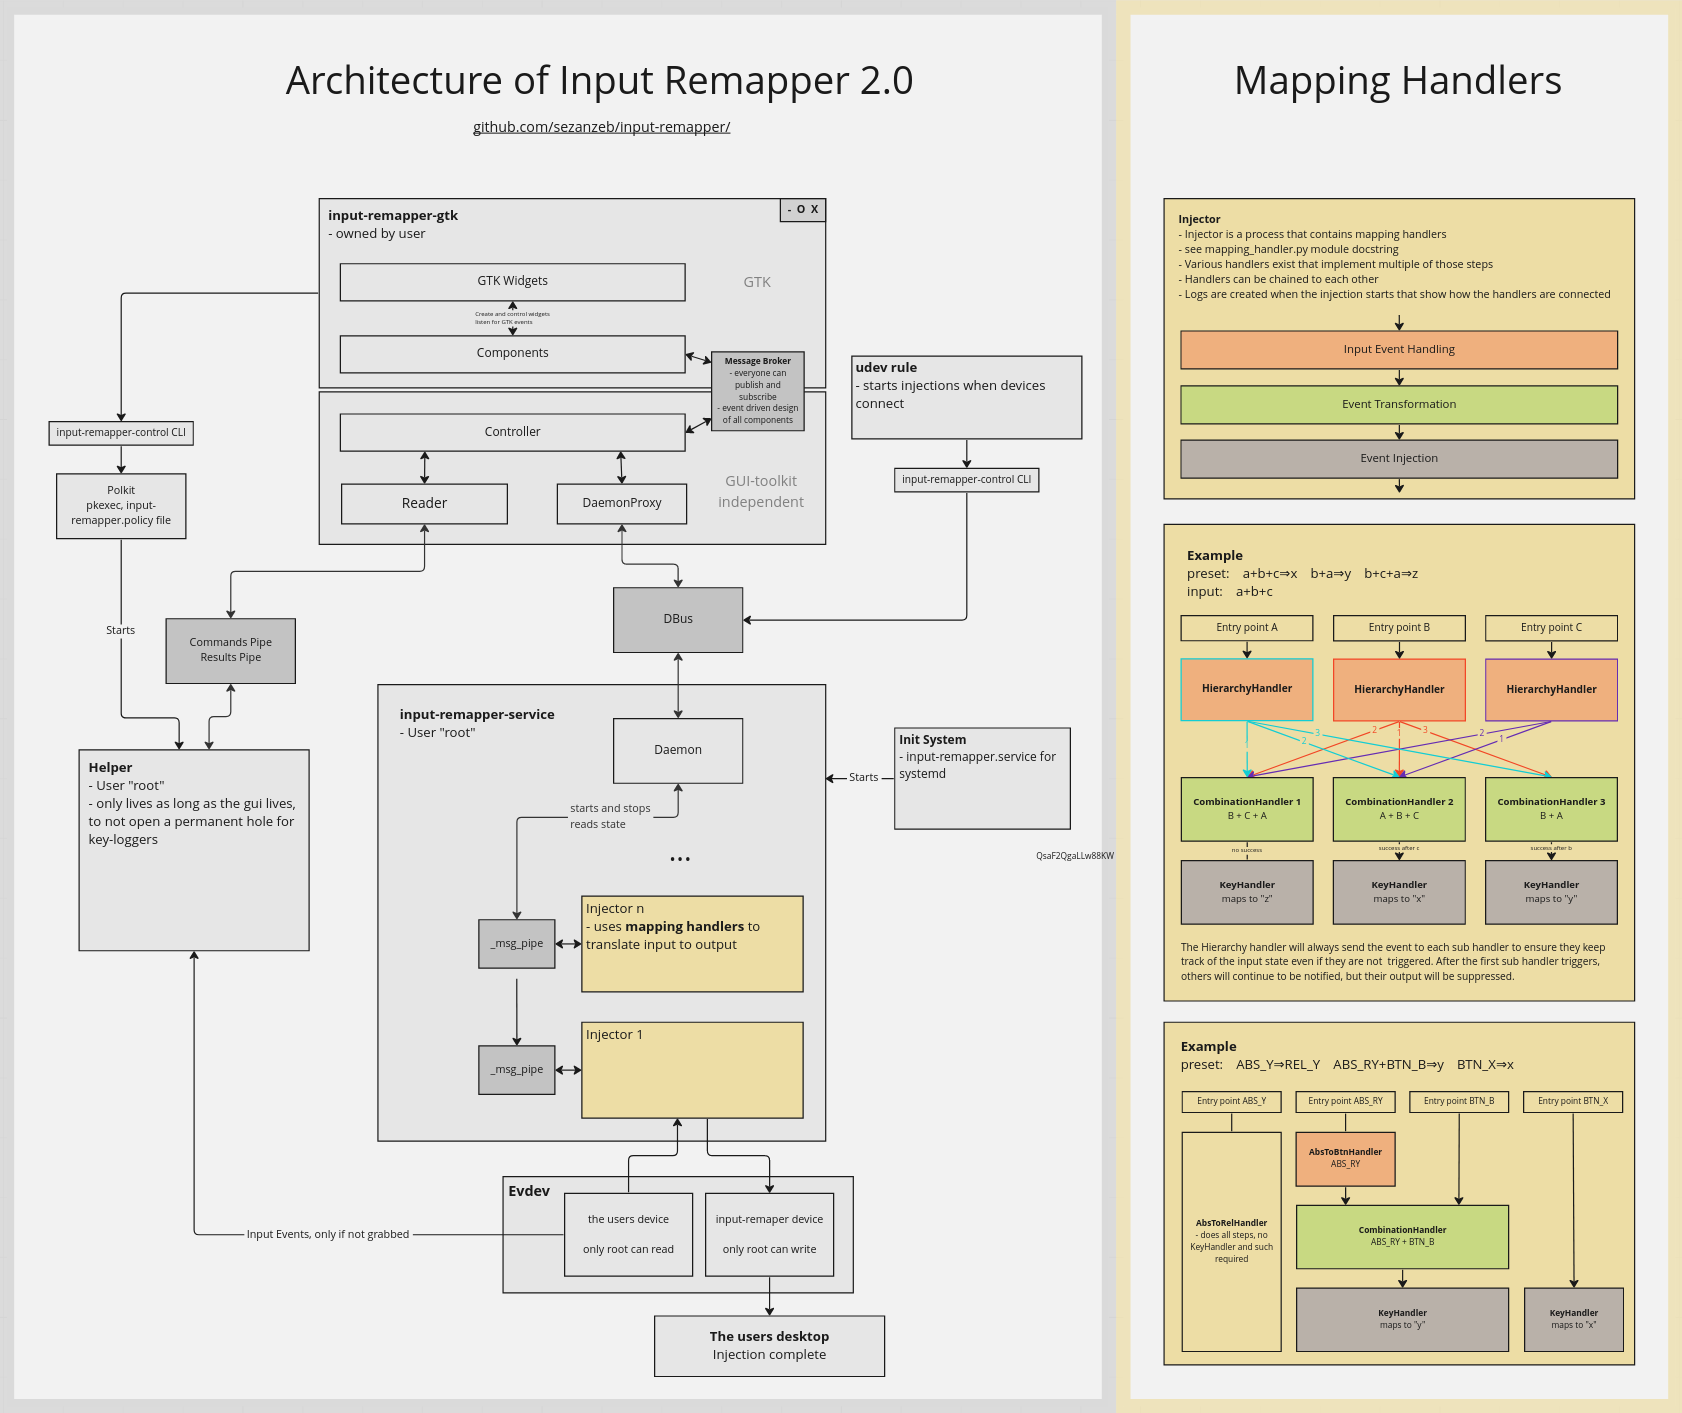 Architecture of Input Remapper 2.0
github.com/sezanzeb/input-remapper/
input-remapper-gtk
- owned by user
- O X
GTK Widgets
GTK
Create and control widgets
listen for GTK events
Components
Message Broker
- everyone can
publish and
subscribe
- event driven design
of all components
Controller
Reader
DaemonProxy
GUI-toolkit
independent
udev rule
- starts injections when devices
connect
input-remapper-control CLI
input-remapper-control CLI
Polkit
pkexec, input-
remapper.policy file
Starts
Commands Pipe
Results Pipe
DBus
Helper
- User "root"
- only lives as long as the gui lives,
to not open a permanent hole for
key-loggers
input-remapper-service
- User "root"
Daemon
starts and stops
reads state
...
Starts
Init System
- input-remapper.service for
systemd
QsaF2QgaLLw88KW
_msg_pipe
Injector n
- uses mapping handlers to
translate input to output
_msg_pipe
Injector 1
Evdev
the users device
only root can read
input-remaper device
only root can write
Input Events, only if not grabbed
The users desktop
Injection complete
Mapping Handlers
Injector
- Injector is a process that contains mapping handlers
- see mapping_handler.py module docstring
- Various handlers exist that implement multiple of those steps
- Handlers can be chained to each other
- Logs are created when the injection starts that show how the handlers are connected
Input Event Handling
Event Transformation
Event Injection
Example
preset: a+b+c⇒x b+a⇒y b+c+a⇒z
input: a+b+c
Entry point A
Entry point B
Entry point C
HierarchyHandler
HierarchyHandler
HierarchyHandler
2
3
2
3
2
1
CombinationHandler 1
B + C + A
CombinationHandler 2
A + B + C
CombinationHandler 3
B + A
no success
success after c
success after b
KeyHandler
maps to "z"
KeyHandler
maps to "x"
KeyHandler
maps to "y"
The Hierarchy handler will always send the event to each sub handler to ensure they keep
track of the input state even if they are not triggered. After the first sub handler triggers,
others will continue to be notified, but their output will be suppressed.
Example
preset: ABS_Y⇒REL_Y ABS_RY+BTN_B⇒y BTN_X⇒x
Entry point ABS_Y
Entry point ABS_RY
Entry point BTN_B
Entry point BTN_X
AbsToBtnHandler
ABS_RY
AbsToRelHandler
- does all steps, no
KeyHandler and such
required
CombinationHandler
ABS_RY + BTN_B
KeyHandler
maps to "y"
KeyHandler
maps to "x"